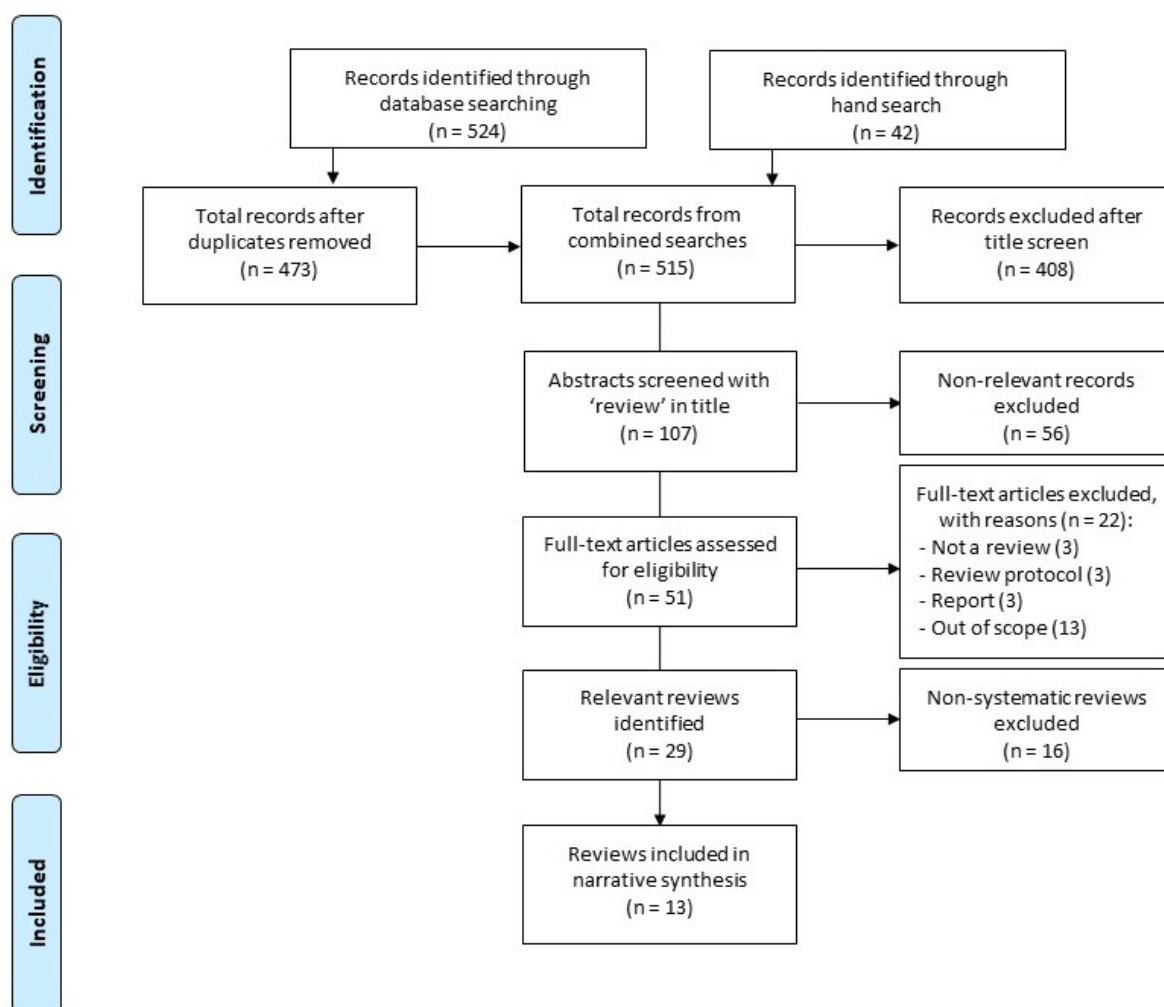 Identification
Records identified through
database searching
(n = 524)
Records identified through
hand search
(n = 42)
Total records after
duplicates removed
(n = 473)
Total records from
combined searches
(n = 515)
Records excluded after
title screen
(n = 408)
Screening
Abstracts screened with
‘review’ in title
(n = 107)
Non-relevant records
excluded
(n = 56)
Eligibility
Full-text articles assessed
for eligibility
(n = 51)
Full-text articles excluded,
with reasons (n = 22):
- Not a review (3)
- Review protocol (3)
- Report (3)
- Out of scope (13)
Relevant reviews
identified
(n = 29)
Non-systematic reviews
excluded
(n = 16)
Included
Reviews included in
narrative synthesis
(n = 13)